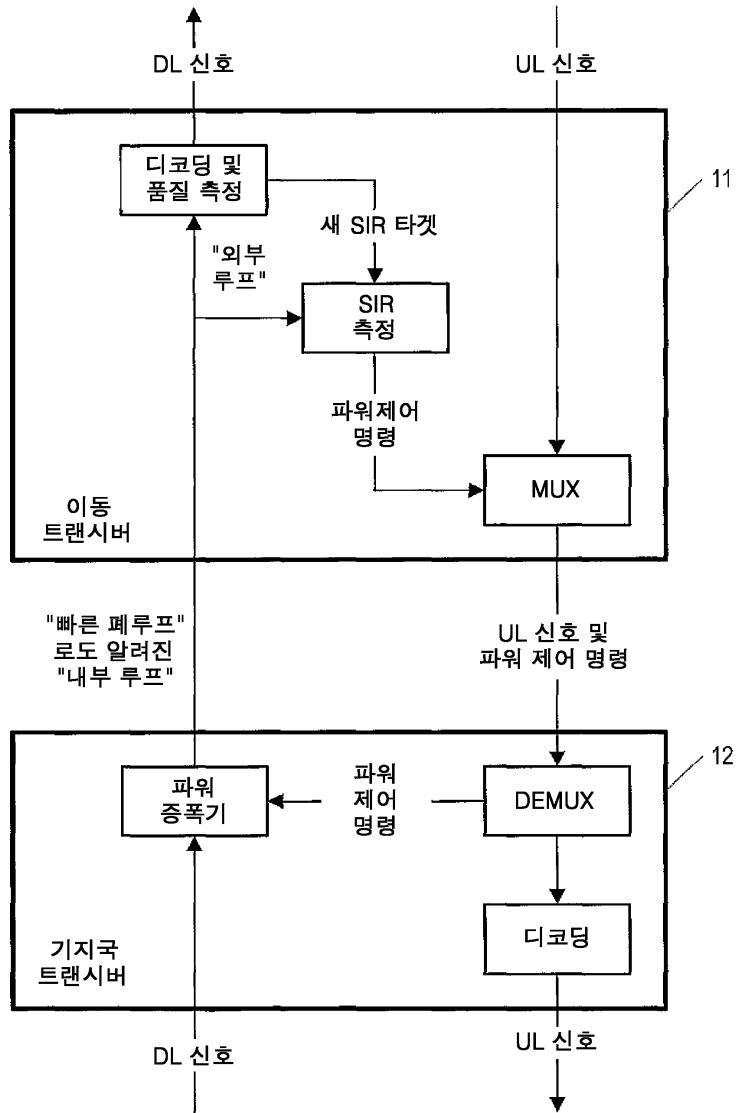 DL 신호
UL 신호
디코딩 및
품질 측정
11
새 SIR 타겟
"외부
루프"
SIR
측정
파워제어
명령
MUX
이동
트랜시버
"빠른 폐루프"
로도 알려진
"내부 루프"
UL 신호 및
파워 제어 명령
12
파워
증폭기
파워
제어
명령
DEMUX
디코딩
기지국
트랜시버
DL 신호
UL 신호